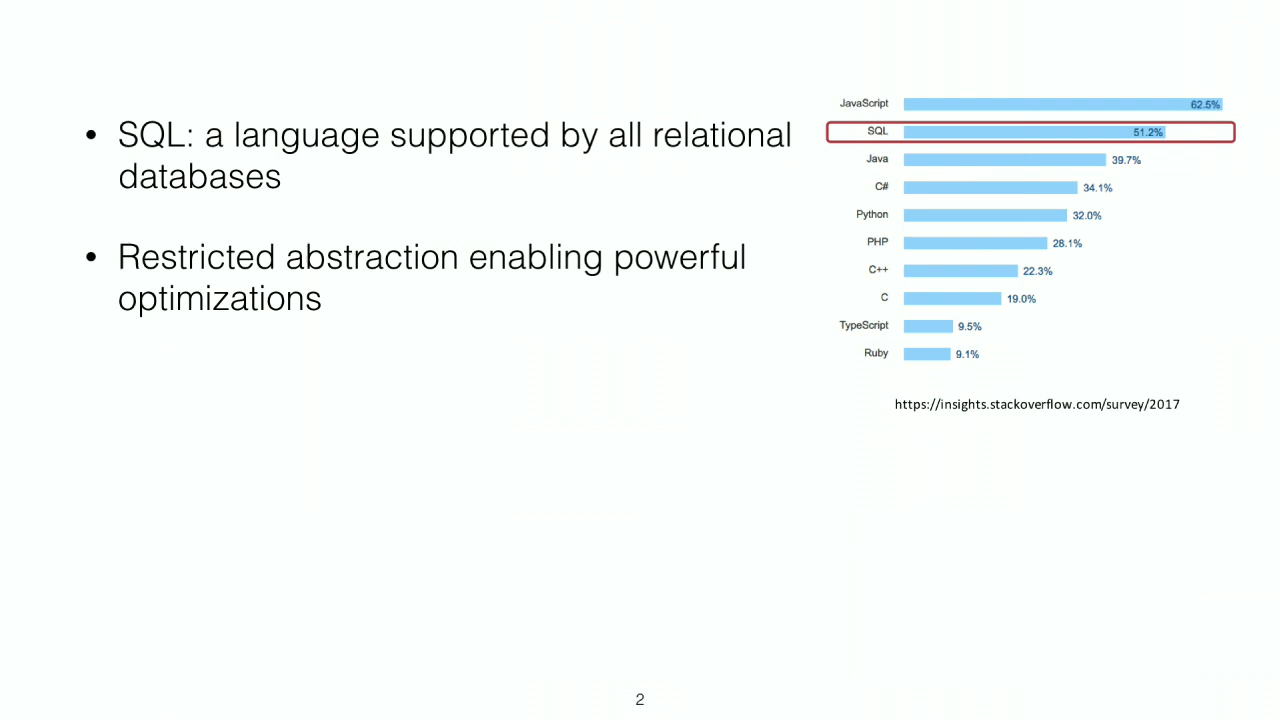 • SQL: a language supported by all relational
databases
• Restricted abstraction enabling powerful
optimizations
JavaScript 62.5%
SQL 51.2%
Java 39.7%
C# 34.1%
Python 32.0%
PHP 28.1%
C++ 22.3%
C 19.0%
TypeScript 9.5%
Ruby 9.1%
https://insights.stackoverflow.com/survey/2017
2